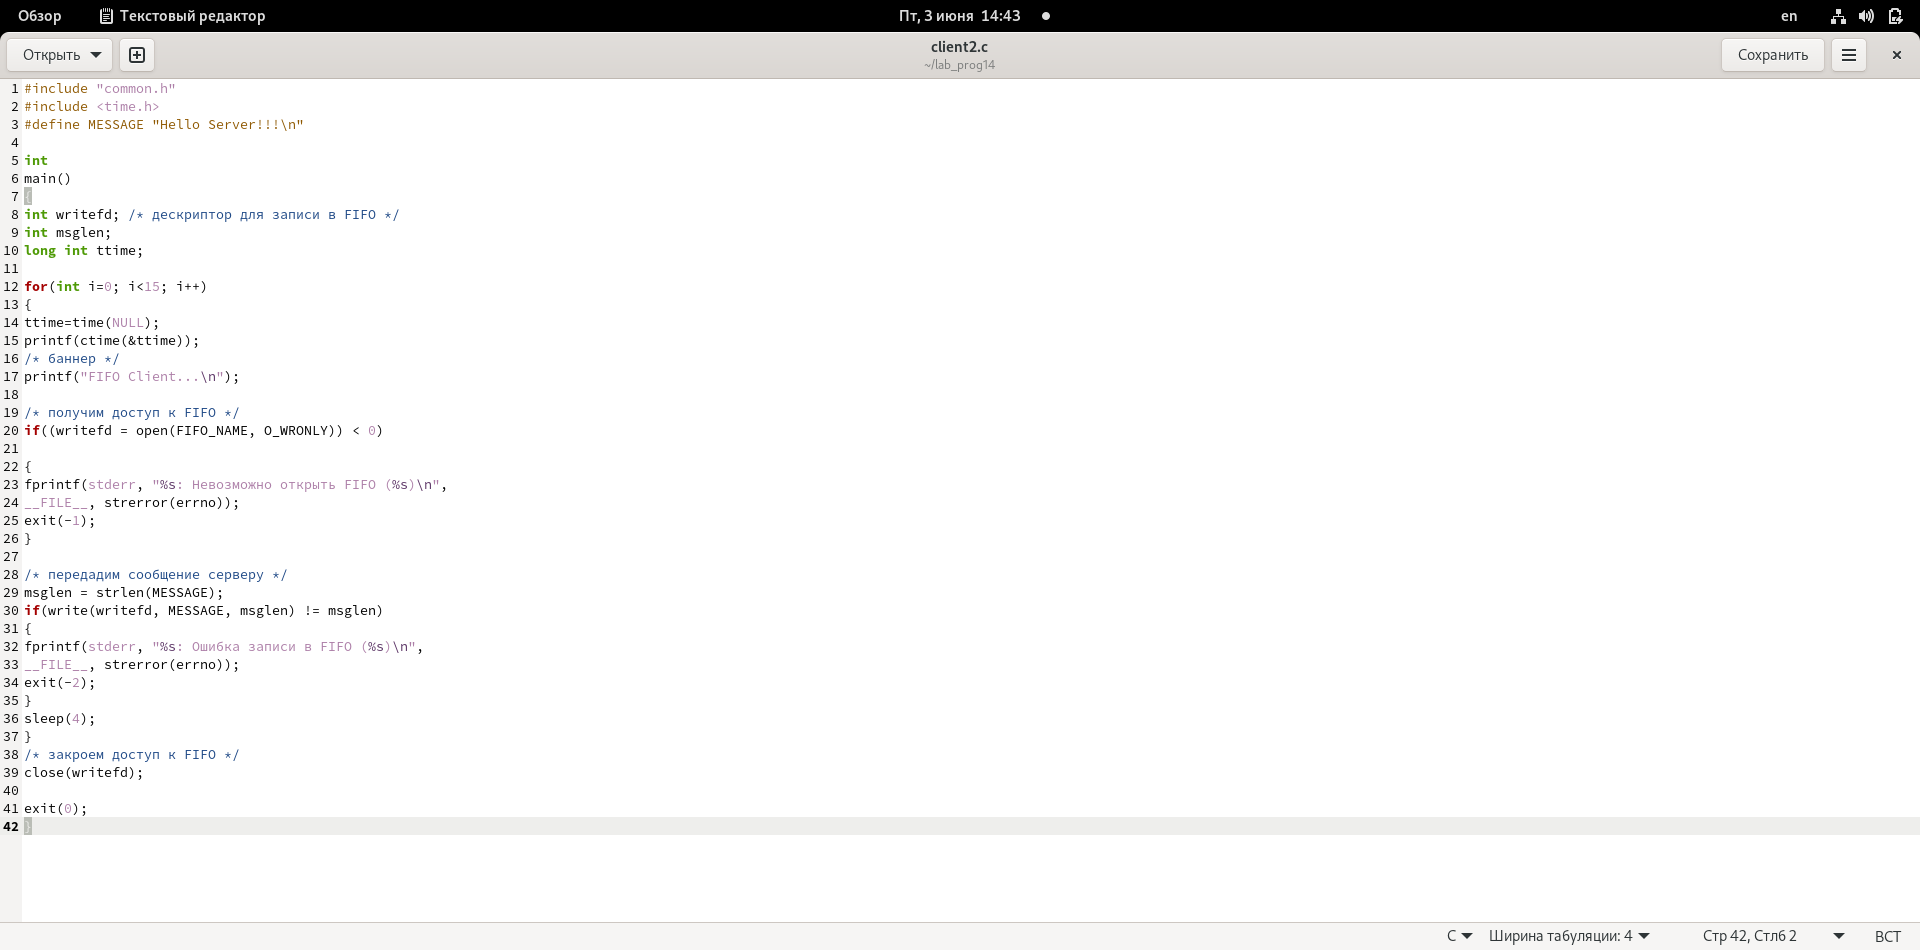 Обзор Текстовый редактор Пт, 3 июня 14:43 en
Открыть client2.c Сохранить
~/lab_prog14
1 #include "common.h"
2 #include <time.h>
3 #define MESSAGE "Hello Server!!!\n"
4
5 int
6 main()
7 {
8 int writefd; /* дескриптор для записи в FIFO */
9 int msglen;
10 long int ttime;
11
12 for(int i=0; i<15; i++)
13 {
14 ttime=time(NULL);
15 printf(ctime(&ttime));
16 /* баннер */
17 printf("FIFO Client...\n");
18
19 /* получим доступ к FIFO */
20 if((writefd = open(FIFO_NAME, O_WRONLY)) < 0)
21
22 {
23 fprintf(stderr, "%s: Невозможно открыть FIFO (%s)\n",
24 __FILE__, strerror(errno));
25 exit(-1);
26 }
27
28 /* передадим сообщение серверу */
29 msglen = strlen(MESSAGE);
30 if(write(writefd, MESSAGE, msglen) != msglen)
31 {
32 fprintf(stderr, "%s: Ошибка записи в FIFO (%s)\n",
33 __FILE__, strerror(errno));
34 exit(-2);
35 }
36 sleep(4);
37 }
38 /* закроем доступ к FIFO */
39 close(writefd);
40
41 exit(0);
42 }
C Ширина табуляции: 4 Стр 42, Стлб 2 ВСТ